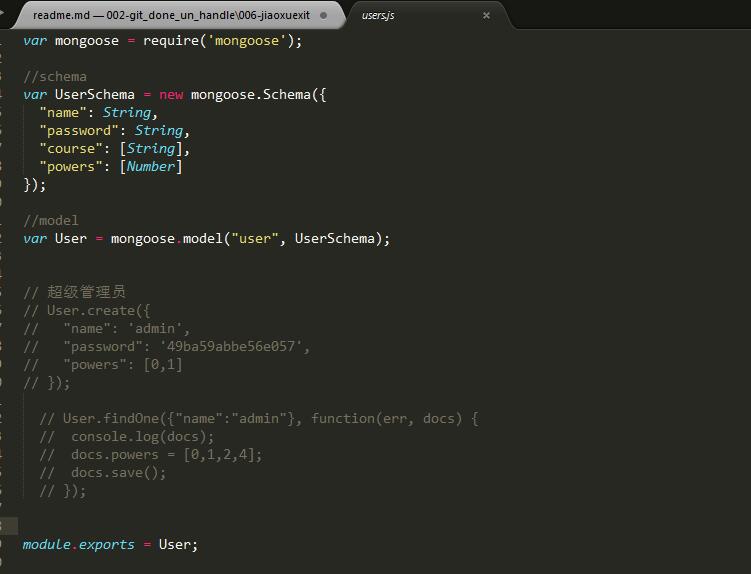 readme.md — 002-git_done_un_handle\006-jiaoxuexit
users.js
var mongoose = require('mongoose');
//schema
var UserSchema = new mongoose.Schema({
"name": String,
"password": String,
"course": [String],
"powers": [Number]
});
//model
var User = mongoose.model("user", UserSchema);
// 超级管理员
// User.create({
//   "name": 'admin',
//   "password": '49ba59abbe56e057',
//   "powers": [0,1]
// });
// User.findOne({"name":"admin"}, function(err, docs) {
//  console.log(docs);
//  docs.powers = [0,1,2,4];
//  docs.save();
// });
module.exports = User;